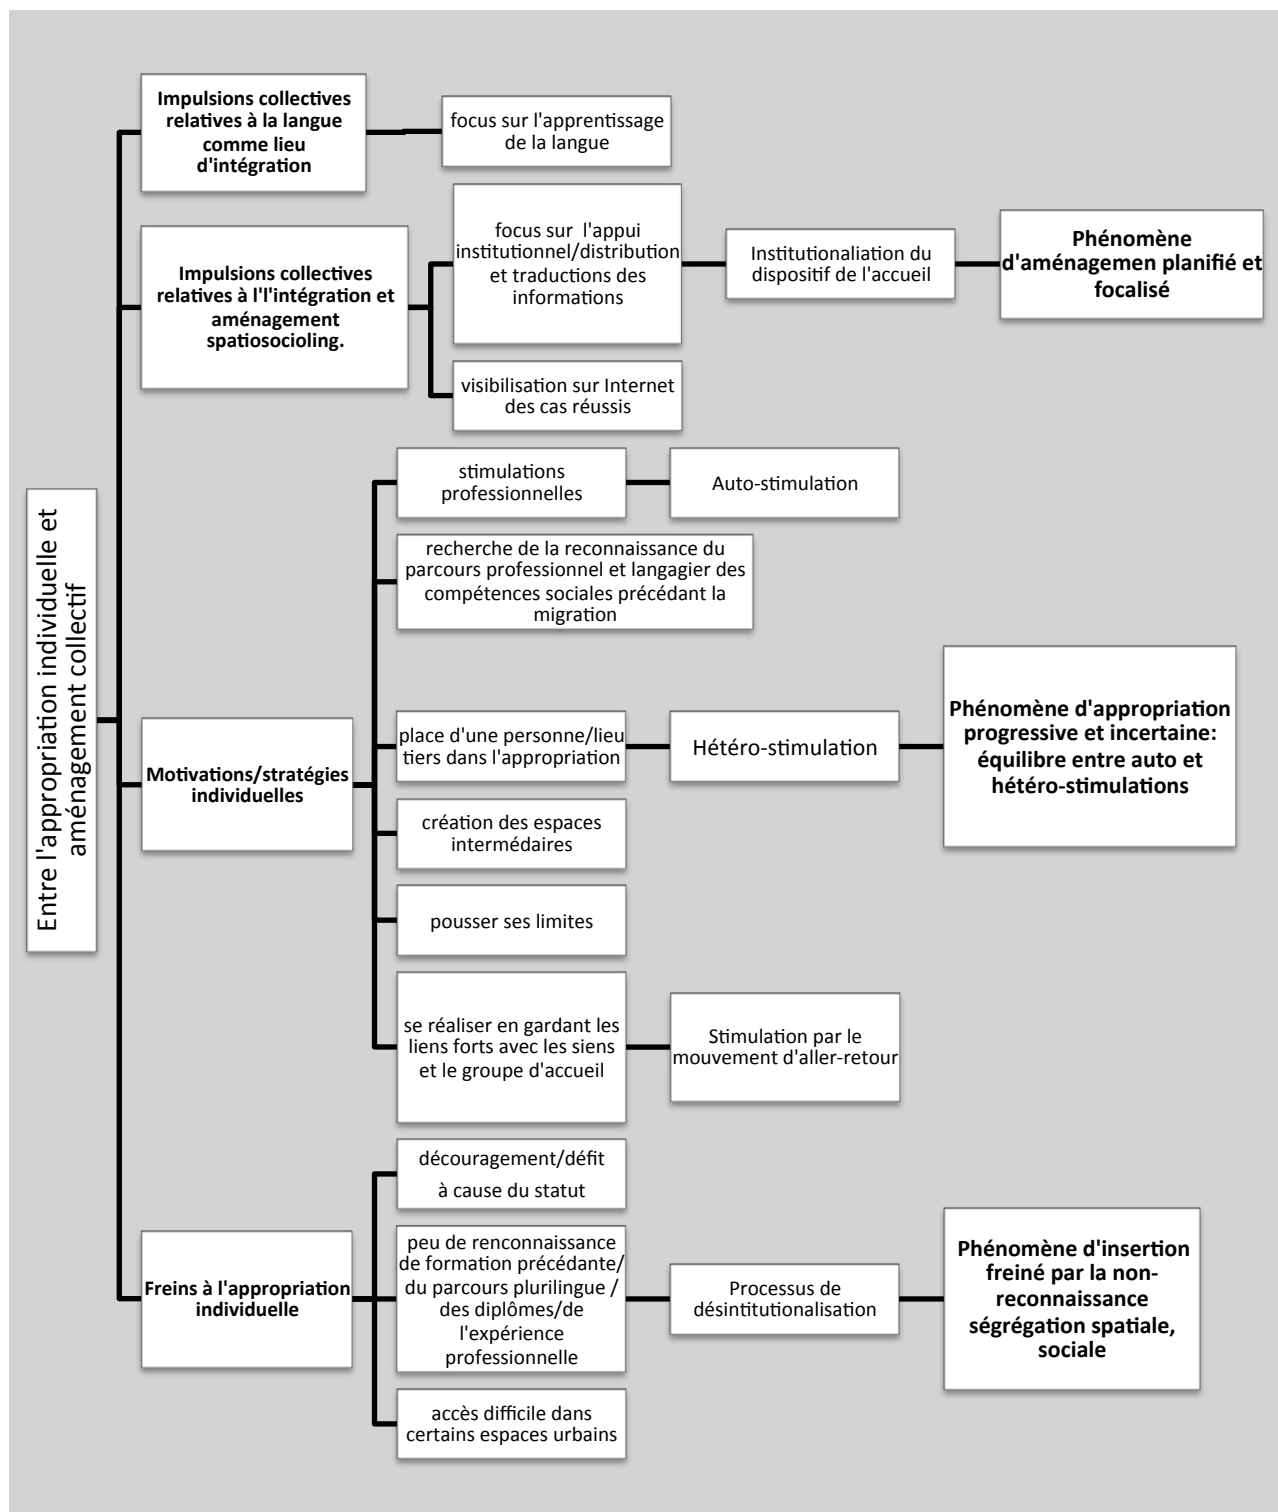 Entre l'appropriation individuelle et
aménagement collectif
Impulsions collectives
relatives à la langue
comme lieu
d'intégration
focus sur l'apprentissage
de la langue
Impulsions collectives
relatives à l'l'intégration et
aménagement
spatiosocioling.
focus sur l'appui
institutionnel/distribution
et traductions des
informations
Institutionaliation du
dispositif de l'accueil
Phénomène
d'aménagemen planifié et
focalisé
visibilisation sur Internet
des cas réussis
Motivations/stratégies
individuelles
stimulations
professionnelles
Auto-stimulation
recherche de la reconnaissance du
parcours professionnel et langagier des
compétences sociales précédant la
migration
place d'une personne/lieu
tiers dans l'appropriation
Hétéro-stimulation
Phénomène d'appropriation
progressive et incertaine:
équilibre entre auto et
hétéro-stimulations
création des espaces
intermédaires
pousser ses limites
se réaliser en gardant les
liens forts avec les siens
et le groupe d'accueil
Stimulation par le
mouvement d'aller-retour
Freins à l'appropriation
individuelle
découragement/défit
à cause du statut
peu de renconnaissance
de formation précédante/
du parcours plurilingue /
des diplômes/de
l'expérience
professionnelle
Processus de
désintitutionalisation
Phénomène d'insertion
freiné par la non-
reconnaissance
ségrégation spatiale,
sociale
accès difficile dans
certains espaces urbains